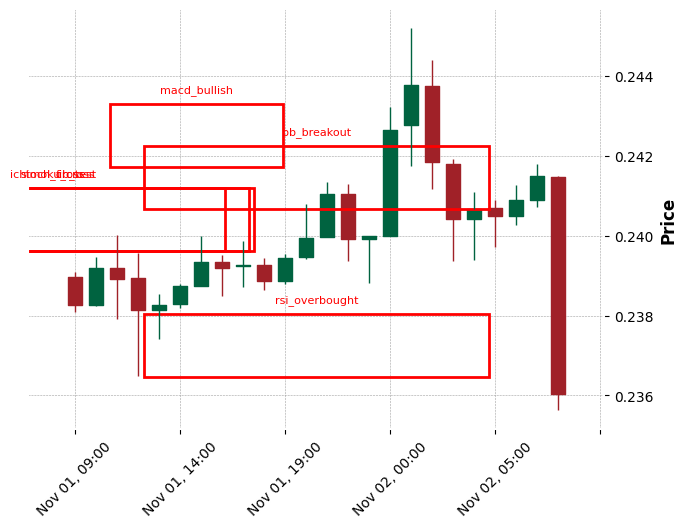 macd_bullish
bb_breakout
rsi_overbought
0.244
0.242
0.240
0.238
0.236
Price
Nov 01, 09:00
Nov 01, 14:00
Nov 01, 19:00
Nov 02, 00:00
Nov 02, 05:00